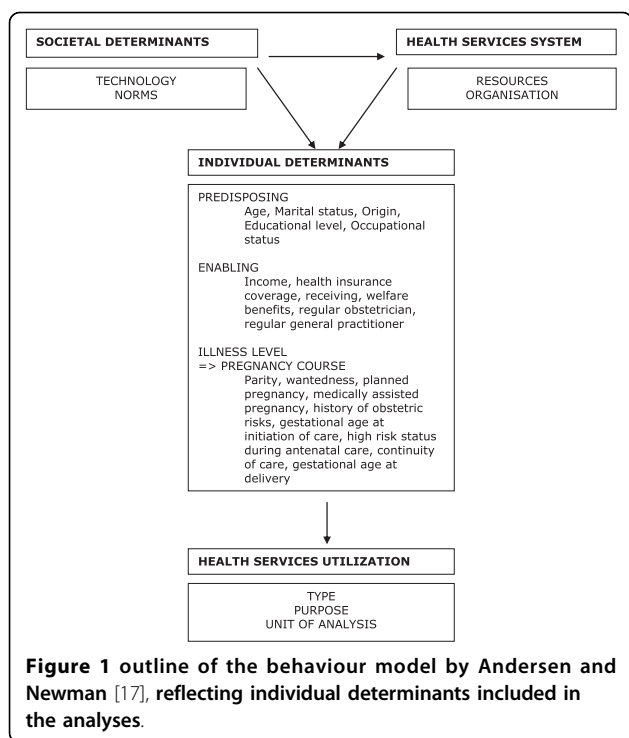 SOCIETAL DETERMINANTS
HEALTH SERVICES SYSTEM
TECHNOLOGY
NORMS
RESOURCES
ORGANISATION
INDIVIDUAL DETERMINANTS
PREDISPOSING
Age, Marital status, Origin,
Educational level, Occupational
status
ENABLING
Income, health insurance
coverage, receiving, welfare
benefits, regular obstetrician,
regular general practitioner
ILLNESS LEVEL
=> PREGNANCY COURSE
Parity, wantedness, planned
pregnancy, medically assisted
pregnancy, history of obstetric
risks, gestational age at
initiation of care, high risk status
during antenatal care, continuity
of care, gestational age at
delivery
HEALTH SERVICES UTILIZATION
TYPE
PURPOSE
UNIT OF ANALYSIS
Figure 1 outline of the behaviour model by Andersen and
Newman [17], reflecting individual determinants included in
the analyses.